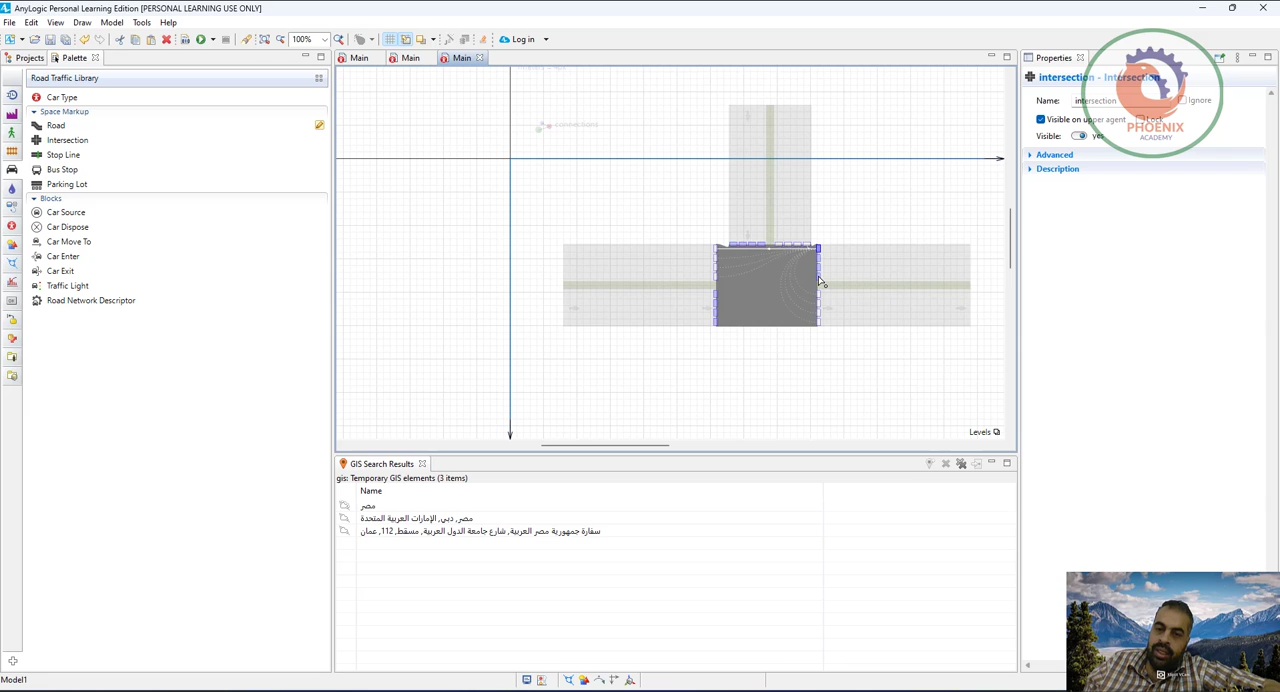 AnyLogic Personal Learning Edition [PERSONAL LEARNING USE ONLY]
File Edit View Draw Model Tools Help
100% Log in
Projects Palette Main Main Main Properties
Road Traffic Library
Car Type
Space Markup
Road
Intersection
Stop Line
Bus Stop
Parking Lot
Blocks
Car Source
Car Dispose
Car Move To
Car Enter
Car Exit
Traffic Light
Road Network Descriptor
connections
Levels
intersection - Intersection
Name: intersection Ignore
Visible on upper agent Lock
Visible: yes
Advanced
Description
PHOENIX
ACADEMY
GIS Search Results
gis: Temporary GIS elements (3 items)
Name
مصر
مصر, دبي, الإمارات العربية المتحدة
سفارة جمهورية مصر العربية, شارع جامعة الدول العربية, مسقط, 112, عمان
Model1